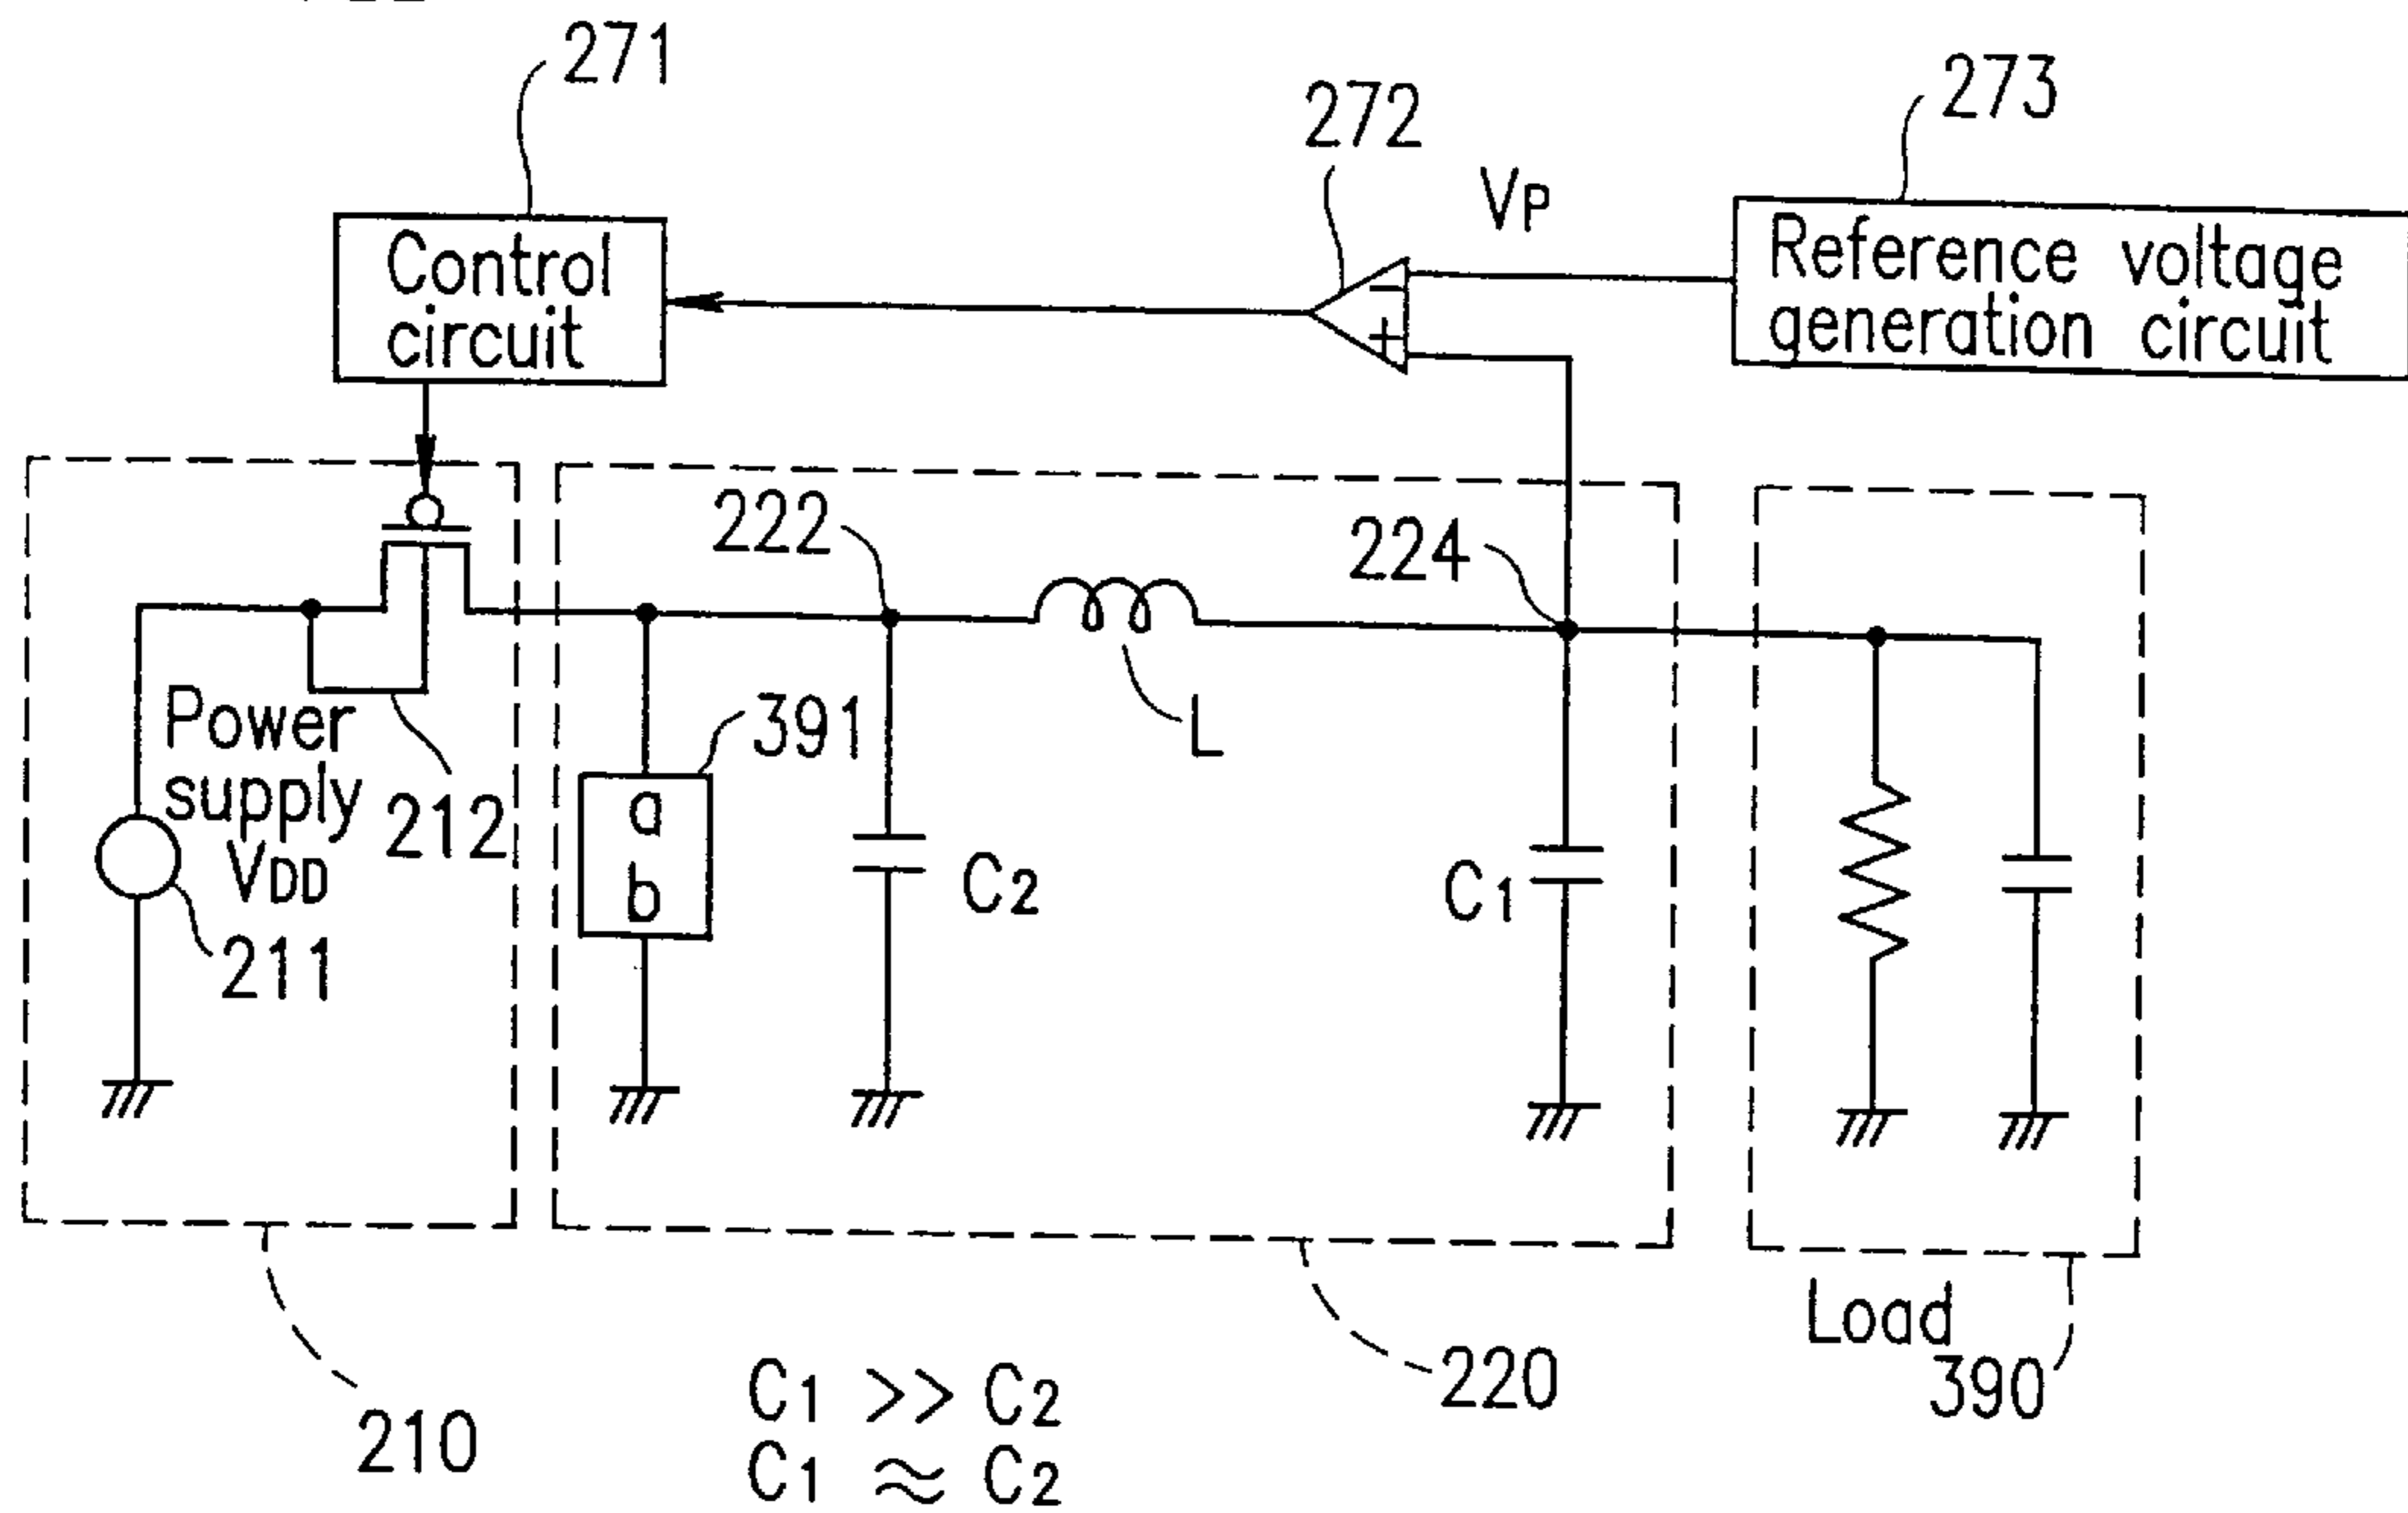 271
272
273
VP
Control
circuit
Reference voltage
generation circuit
−
+
222
224
Power
supply
VDD
212
211
391
a
b
C2
L
C1
210
220
Load
390
C1 >> C2
C1 ≈ C2